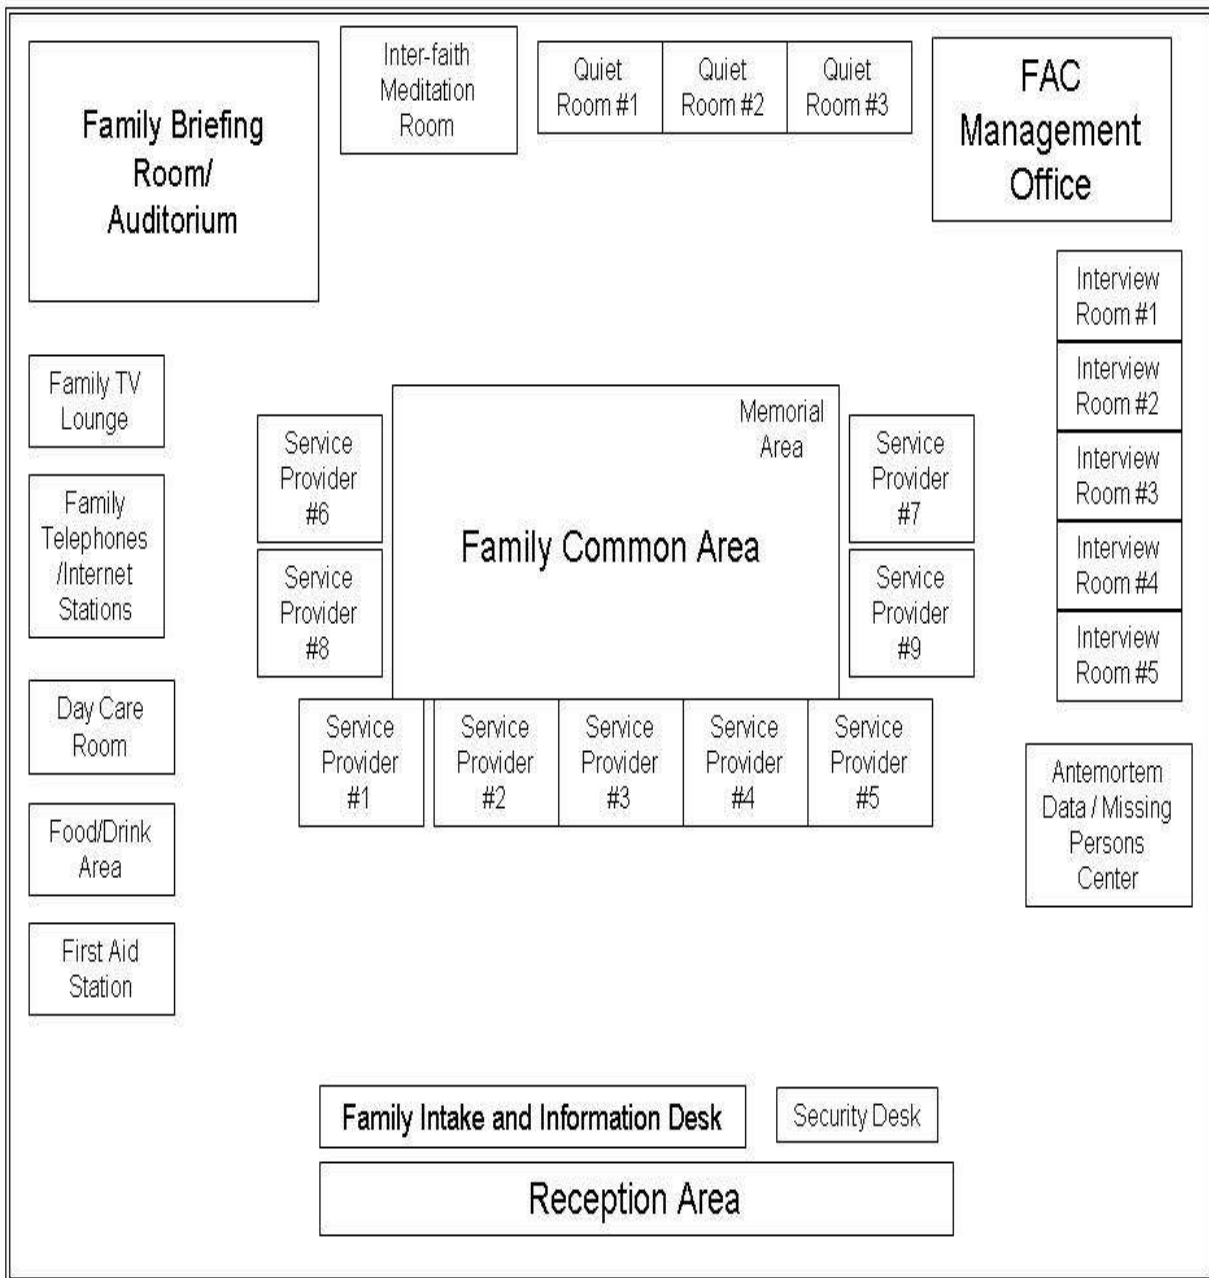 Family Briefing
Room/
Auditorium
Inter-faith
Meditation
Room
Quiet
Room #1
Quiet
Room #2
Quiet
Room #3
FAC
Management
Office
Interview
Room #1
Interview
Room #2
Interview
Room #3
Interview
Room #4
Interview
Room #5
Family TV
Lounge
Family
Telephones
/Internet
Stations
Day Care
Room
Food/Drink
Area
First Aid
Station
Service
Provider
#6
Service
Provider
#8
Memorial
Area
Family Common Area
Service
Provider
#7
Service
Provider
#9
Service
Provider
#1
Service
Provider
#2
Service
Provider
#3
Service
Provider
#4
Service
Provider
#5
Antemortem
Data / Missing
Persons
Center
Family Intake and Information Desk
Security Desk
Reception Area